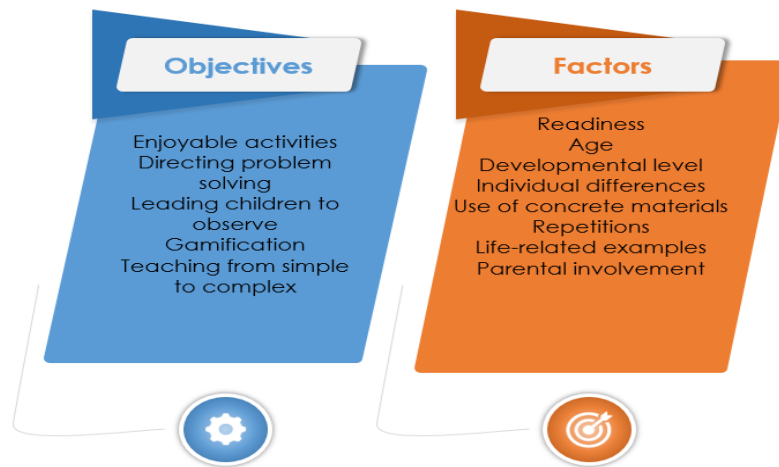 Objectives
Enjoyable activities
Directing problem
solving
Leading children to
observe
Gamification
Teaching from simple
to complex
Factors
Readiness
Age
Developmental level
Individual differences
Use of concrete materials
Repetitions
Life-related examples
Parental involvement